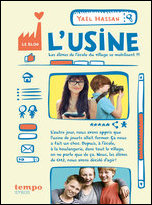 YAËL HASSAN
LE BLOG
L'USINE
Les élèves de l'école du village se mobilisent !!!
L'autre jour, nous avons appris que
l'usine de jouets allait fermer. Ça nous
a fait un choc. Depuis, à l'école,
à la boulangerie, dans tout le village,
on ne parle que de ça. Nous, les élèves
de CM2, nous avons décidé d'agir !
tempo
SYROS